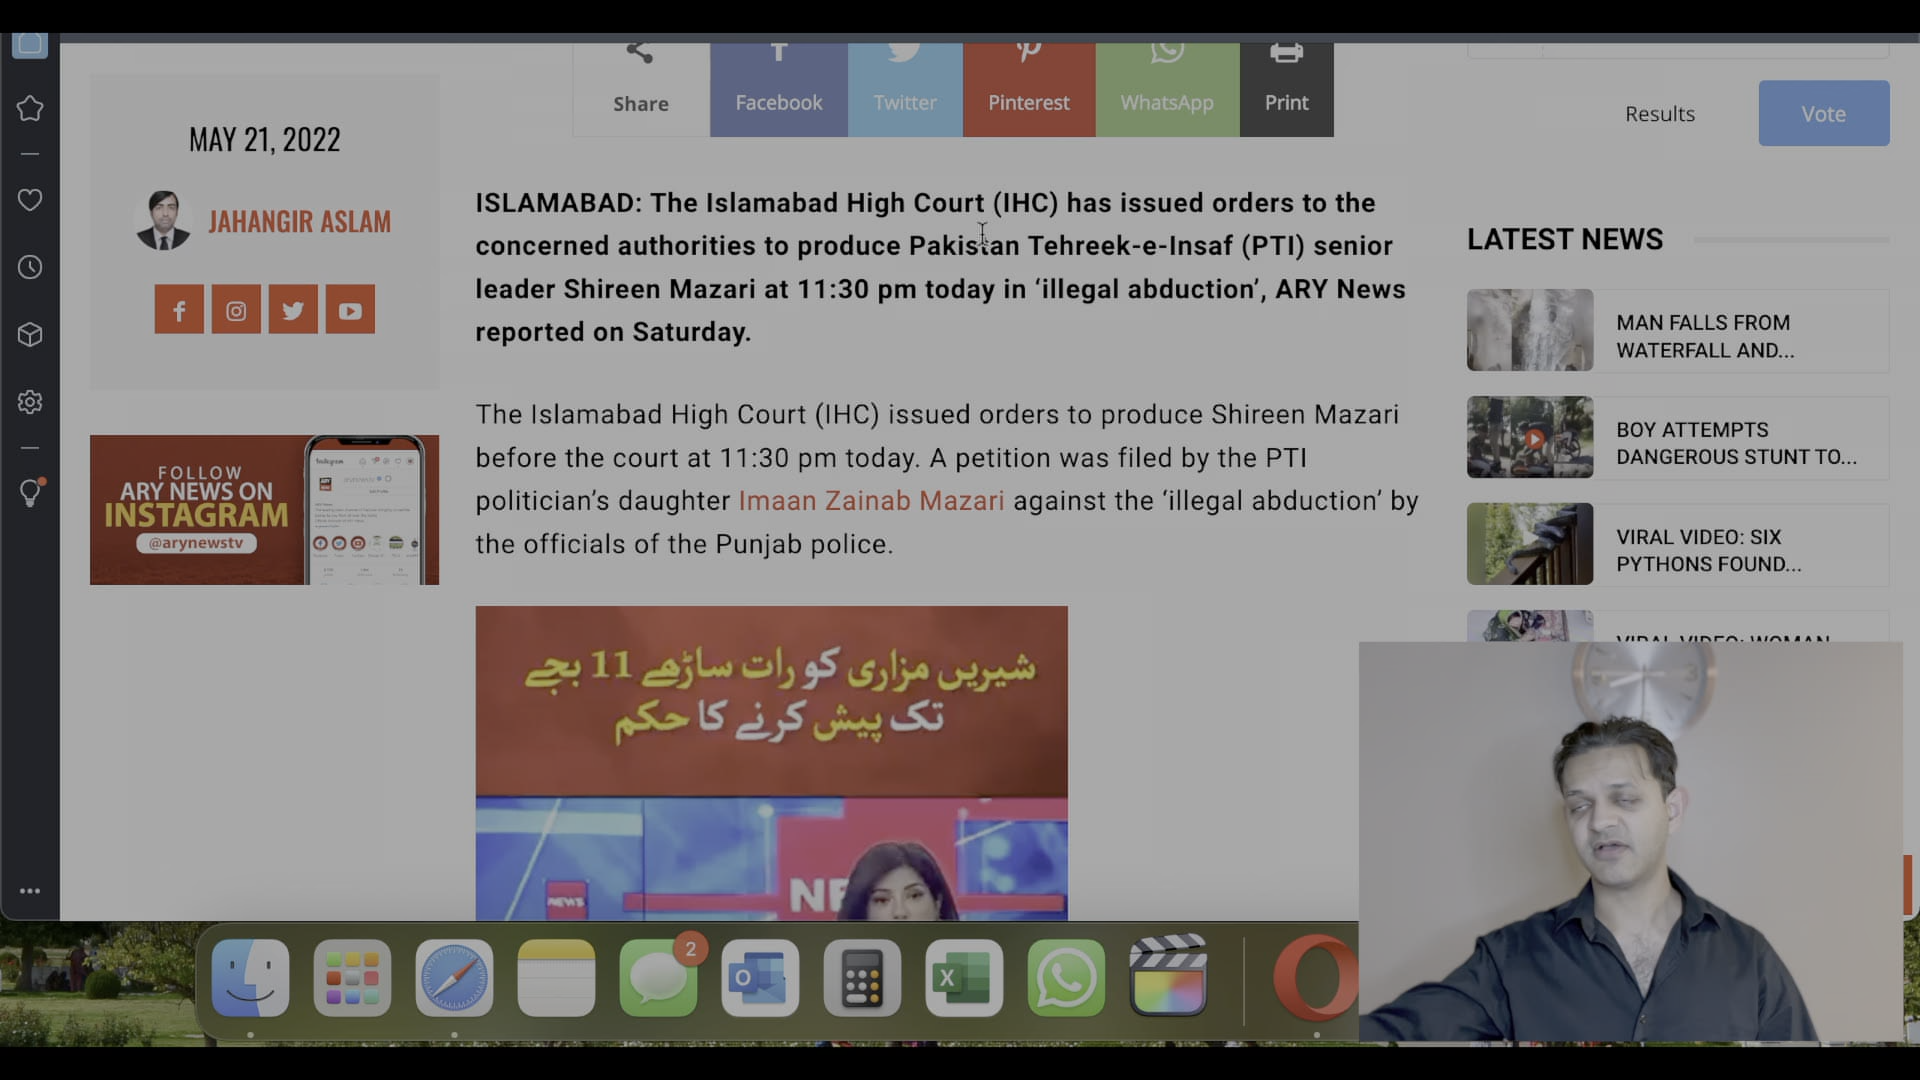 Share
Facebook
Twitter
Pinterest
WhatsApp
Print
Results
Vote
MAY 21, 2022
JAHANGIR ASLAM
FOLLOW
ARY NEWS ON
INSTAGRAM
@arynewstv
ISLAMABAD: The Islamabad High Court (IHC) has issued orders to the
concerned authorities to produce Pakistan Tehreek-e-Insaf (PTI) senior
leader Shireen Mazari at 11:30 pm today in ‘illegal abduction’, ARY News
reported on Saturday.
The Islamabad High Court (IHC) issued orders to produce Shireen Mazari
before the court at 11:30 pm today. A petition was filed by the PTI
politician’s daughter Imaan Zainab Mazari against the ‘illegal abduction’ by
the officials of the Punjab police.
شیریں مزاری کو رات ساڑھے 11 بجے
تک پیش کرنے کا حکم
NEWS
LATEST NEWS
MAN FALLS FROM
WATERFALL AND...
BOY ATTEMPTS
DANGEROUS STUNT TO...
VIRAL VIDEO: SIX
PYTHONS FOUND...
VIRAL VIDEO: WOMAN
2